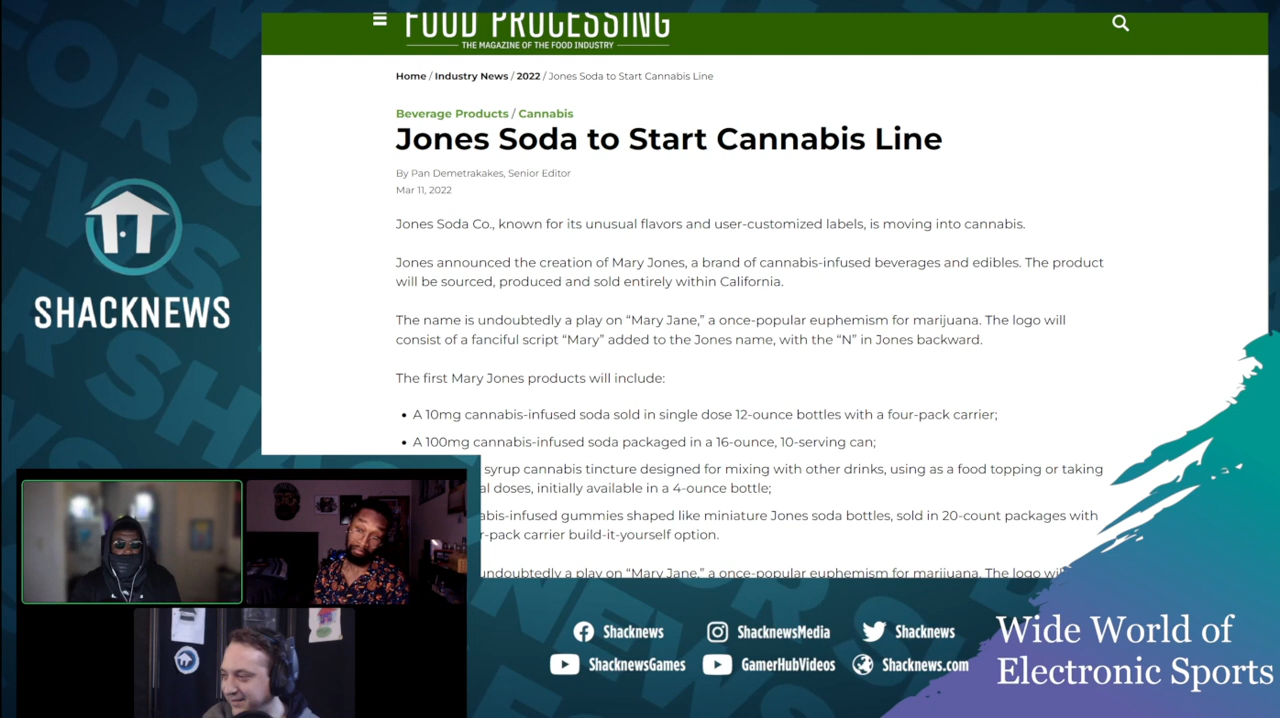 FOOD PROCESSING
THE MAGAZINE OF THE FOOD INDUSTRY
Home / Industry News / 2022 / Jones Soda to Start Cannabis Line
Beverage Products / Cannabis
Jones Soda to Start Cannabis Line
By Pan Demetrakakes, Senior Editor
Mar 11, 2022
Jones Soda Co., known for its unusual flavors and user-customized labels, is moving into cannabis.
Jones announced the creation of Mary Jones, a brand of cannabis-infused beverages and edibles. The product
will be sourced, produced and sold entirely within California.
The name is undoubtedly a play on “Mary Jane,” a once-popular euphemism for marijuana. The logo will
consist of a fanciful script “Mary” added to the Jones name, with the “N” in Jones backward.
The first Mary Jones products will include:
• A 10mg cannabis-infused soda sold in single dose 12-ounce bottles with a four-pack carrier;
• A 100mg cannabis-infused soda packaged in a 16-ounce, 10-serving can;
syrup cannabis tincture designed for mixing with other drinks, using as a food topping or taking
al doses, initially available in a 4-ounce bottle;
abis-infused gummies shaped like miniature Jones soda bottles, sold in 20-count packages with
r-pack carrier build-it-yourself option.
undoubtedly a play on “Mary Jane,” a once-popular euphemism for marijuana. The logo wil
SHACKNEWS
Shacknews
ShacknewsMedia
Shacknews
ShacknewsGames
GamerHubVideos
Shacknews.com
Wide World of
Electronic Sports